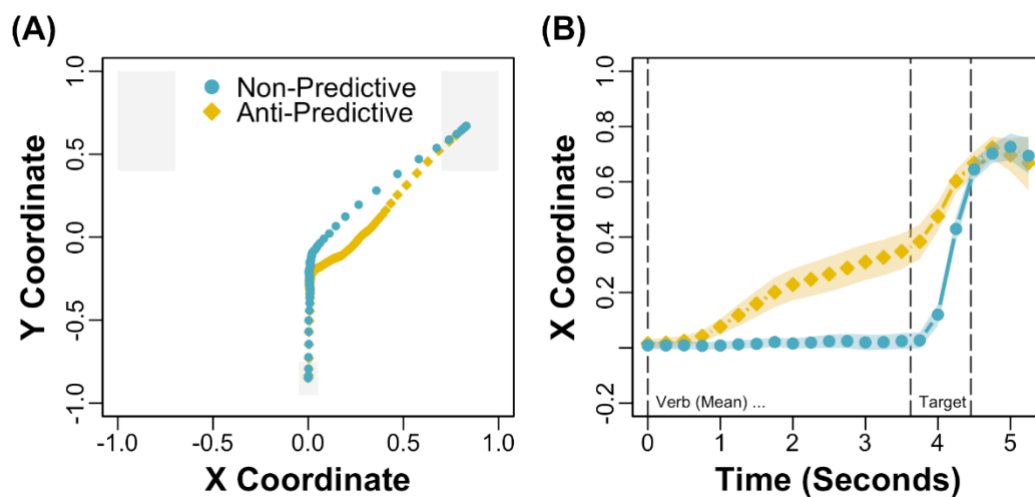 (A)
Non-Predictive
Anti-Predictive
Y Coordinate
1.0
0.5
0.0
-0.5
-1.0
-1.0
-0.5
0.0
0.5
1.0
X Coordinate
(B)
X Coordinate
1.0
0.8
0.6
0.4
0.2
-0.2
Verb (Mean) ...
Target
0
1
2
3
4
5
Time (Seconds)